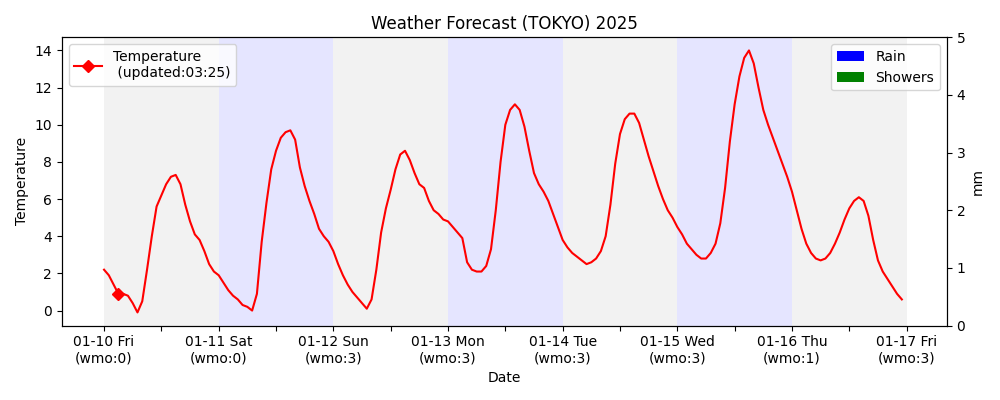 Weather Forecast (TOKYO) 2025
Temperature
(updated:03:25)
Rain
Showers
14
12
10
8
6
4
2
0
Temperature
5
4
3
2
1
0
mm
01-10 Fri
(wmo:0)
01-11 Sat
(wmo:0)
01-12 Sun
(wmo:3)
01-13 Mon
(wmo:3)
01-14 Tue
(wmo:3)
01-15 Wed
(wmo:3)
01-16 Thu
(wmo:1)
01-17 Fri
(wmo:3)
Date